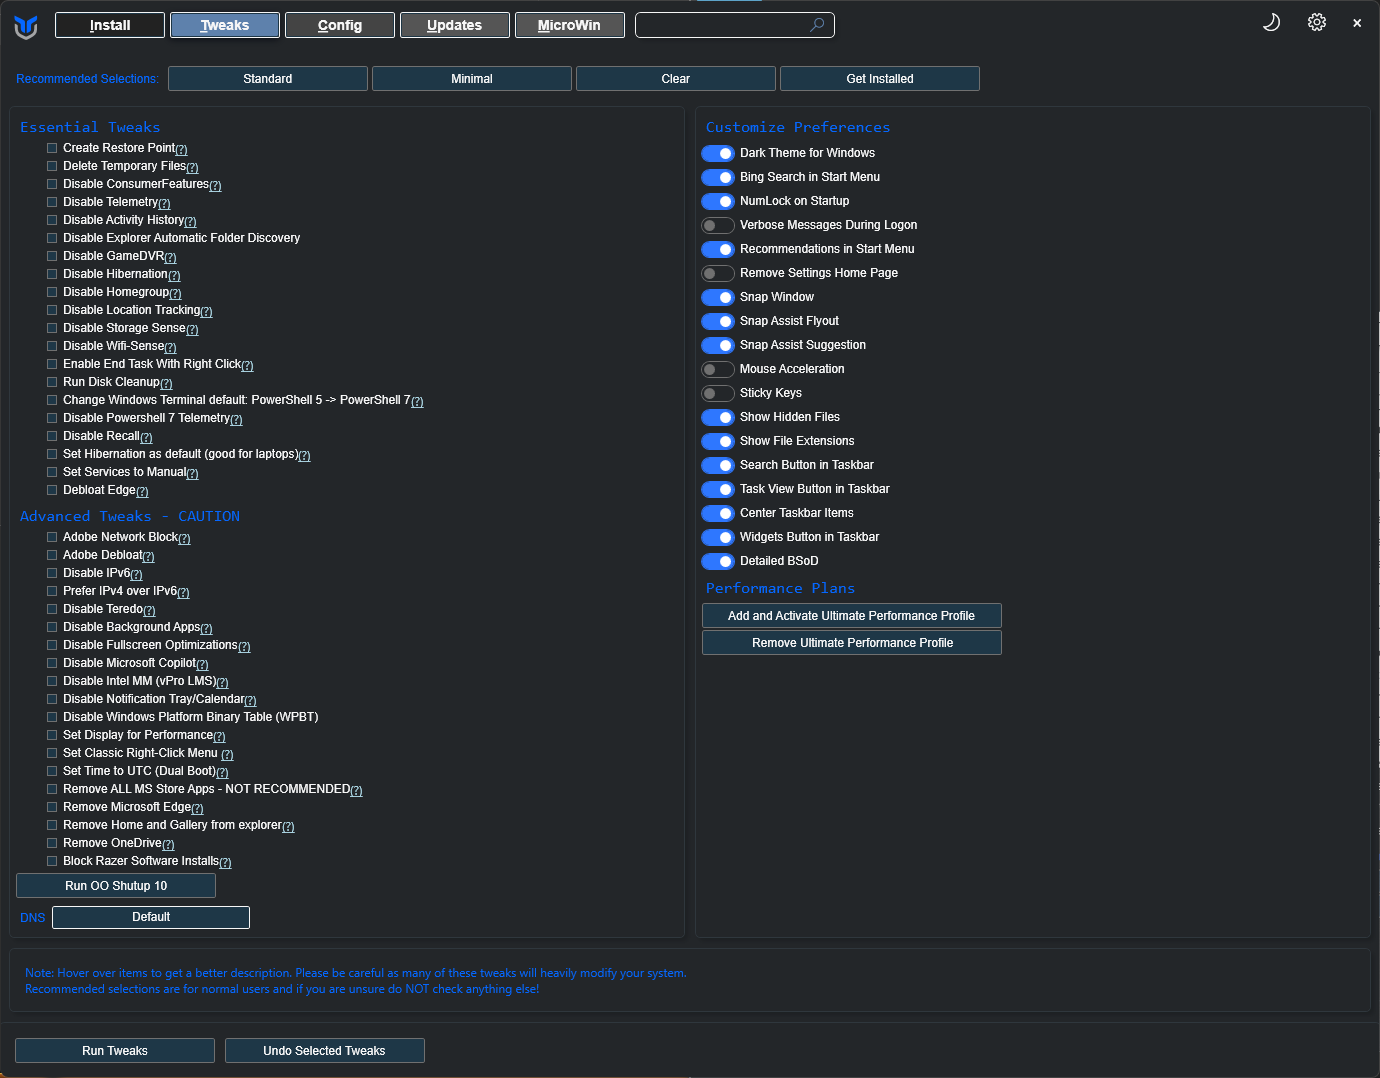 Install
Tweaks
Config
Updates
MicroWin
Recommended Selections:
Standard
Minimal
Clear
Get Installed
Essential Tweaks
Create Restore Point(?)
Delete Temporary Files(?)
Disable ConsumerFeatures(?)
Disable Telemetry(?)
Disable Activity History(?)
Disable Explorer Automatic Folder Discovery
Disable GameDVR(?)
Disable Hibernation(?)
Disable Homegroup(?)
Disable Location Tracking(?)
Disable Storage Sense(?)
Disable Wifi-Sense(?)
Enable End Task With Right Click(?)
Run Disk Cleanup(?)
Change Windows Terminal default: PowerShell 5 -> PowerShell 7(?)
Disable Powershell 7 Telemetry(?)
Disable Recall(?)
Set Hibernation as default (good for laptops)(?)
Set Services to Manual(?)
Debloat Edge(?)
Advanced Tweaks - CAUTION
Adobe Network Block(?)
Adobe Debloat(?)
Disable IPv6(?)
Prefer IPv4 over IPv6(?)
Disable Teredo(?)
Disable Background Apps(?)
Disable Fullscreen Optimizations(?)
Disable Microsoft Copilot(?)
Disable Intel MM (vPro LMS)(?)
Disable Notification Tray/Calendar(?)
Disable Windows Platform Binary Table (WPBT)
Set Display for Performance(?)
Set Classic Right-Click Menu (?)
Set Time to UTC (Dual Boot)(?)
Remove ALL MS Store Apps - NOT RECOMMENDED(?)
Remove Microsoft Edge(?)
Remove Home and Gallery from explorer(?)
Remove OneDrive(?)
Block Razer Software Installs(?)
Run OO Shutup 10
DNS
Default
Customize Preferences
Dark Theme for Windows
Bing Search in Start Menu
NumLock on Startup
Verbose Messages During Logon
Recommendations in Start Menu
Remove Settings Home Page
Snap Window
Snap Assist Flyout
Snap Assist Suggestion
Mouse Acceleration
Sticky Keys
Show Hidden Files
Show File Extensions
Search Button in Taskbar
Task View Button in Taskbar
Center Taskbar Items
Widgets Button in Taskbar
Detailed BSoD
Performance Plans
Add and Activate Ultimate Performance Profile
Remove Ultimate Performance Profile
Note: Hover over items to get a better description. Please be careful as many of these tweaks will heavily modify your system.
Recommended selections are for normal users and if you are unsure do NOT check anything else!
Run Tweaks
Undo Selected Tweaks